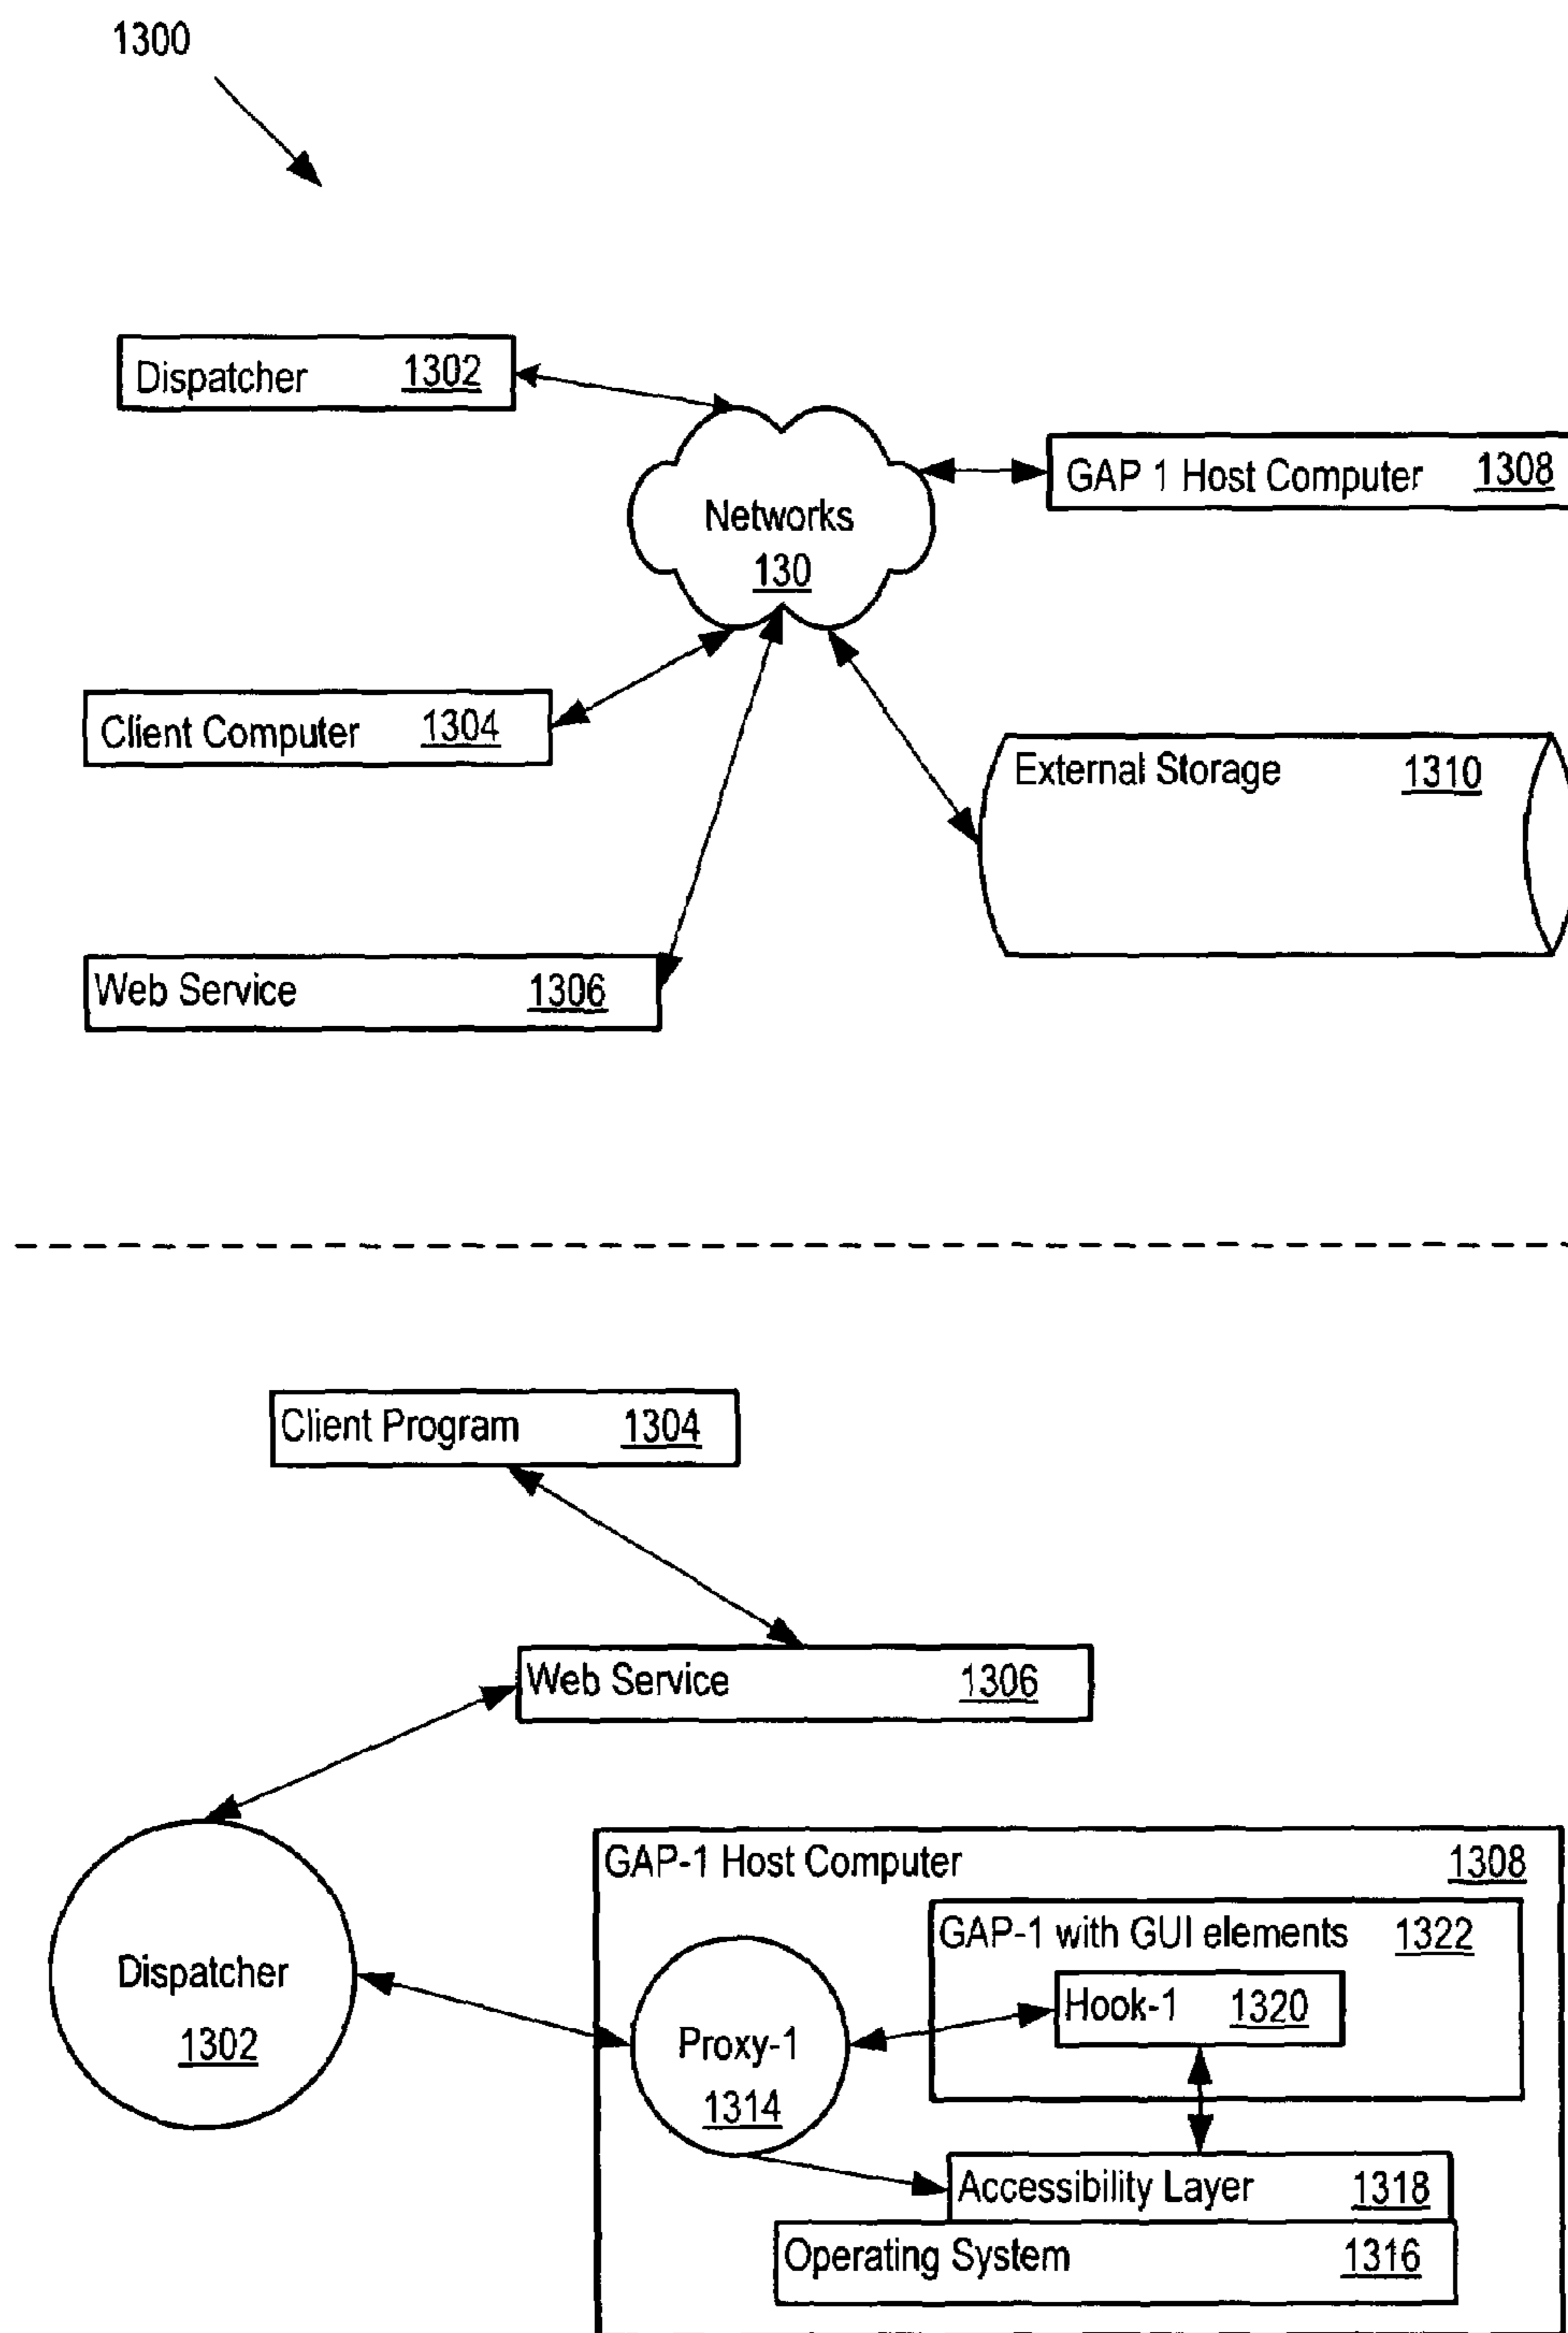 1300
Dispatcher 1302
GAP 1 Host Computer 1308
Networks
130
Client Computer 1304
External Storage 1310
Web Service 1306
Client Program 1304
Web Service 1306
GAP-1 Host Computer 1308
GAP-1 with GUI elements 1322
Dispatcher
1302
Hook-1 1320
Proxy-1
1314
Accessibility Layer 1318
Operating System 1316